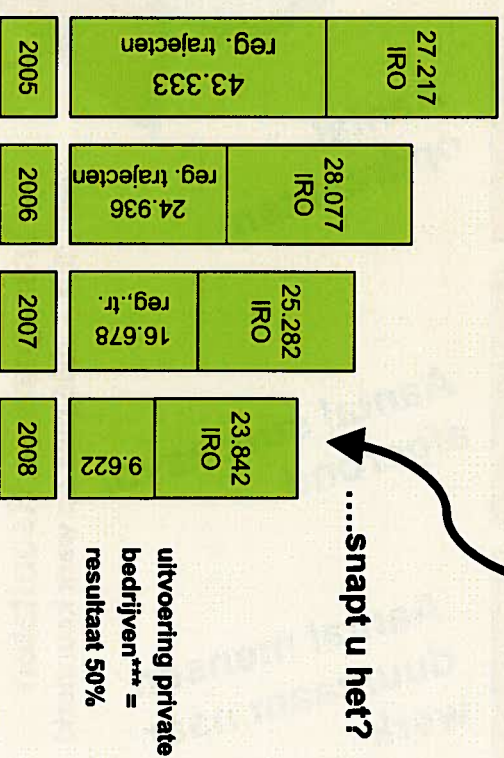 27.217
IRO
43.333
reg. trajecten
2005
28.077
IRO
24.936
reg. trajecten
2006
25.282
IRO
16.678
reg,.tr.
2007
23.842
IRO
9.622
2008
....snapt u het?
uitvoering private
bedrijven*** =
resultaat 50%